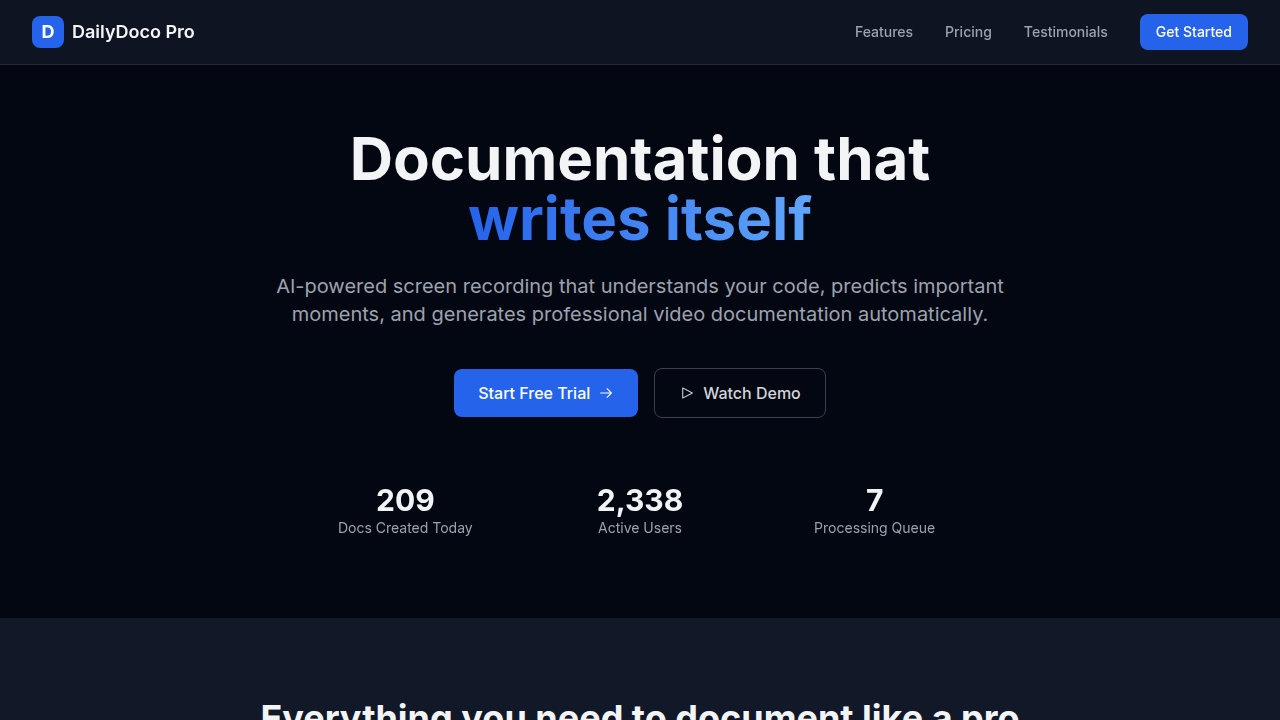 D DailyDoco Pro
Features Pricing Testimonials Get Started
Documentation that
writes itself
AI-powered screen recording that understands your code, predicts important
moments, and generates professional video documentation automatically.
Start Free Trial → Watch Demo
209 2,338 7
Docs Created Today Active Users Processing Queue
Everything you need to document like a pro